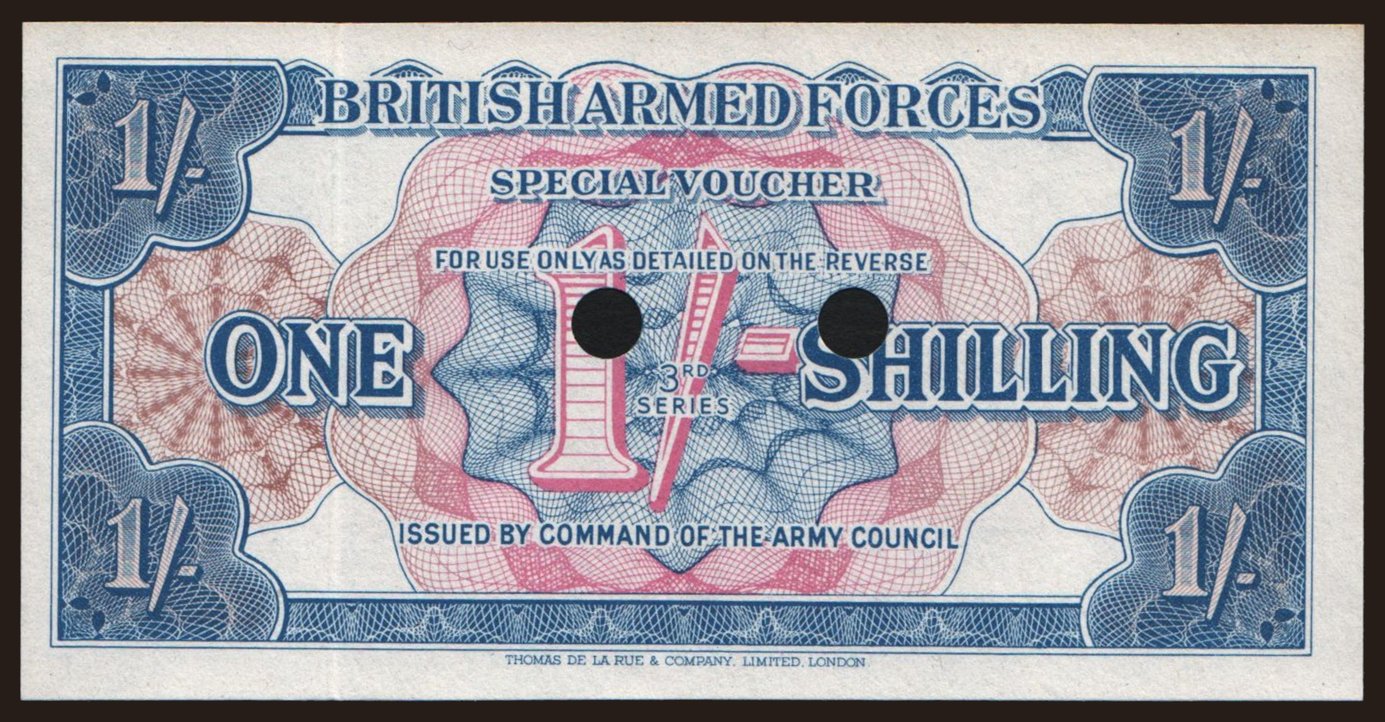 1/- BRITISH ARMED FORCES 1/-
SPECIAL VOUCHER
FOR USE ONLY AS DETAILED ON THE REVERSE
ONE 1/- SHILLING
3RD
SERIES
ISSUED BY COMMAND OF THE ARMY COUNCIL
1/- 1/-
THOMAS DE LA RUE & COMPANY, LIMITED, LONDON